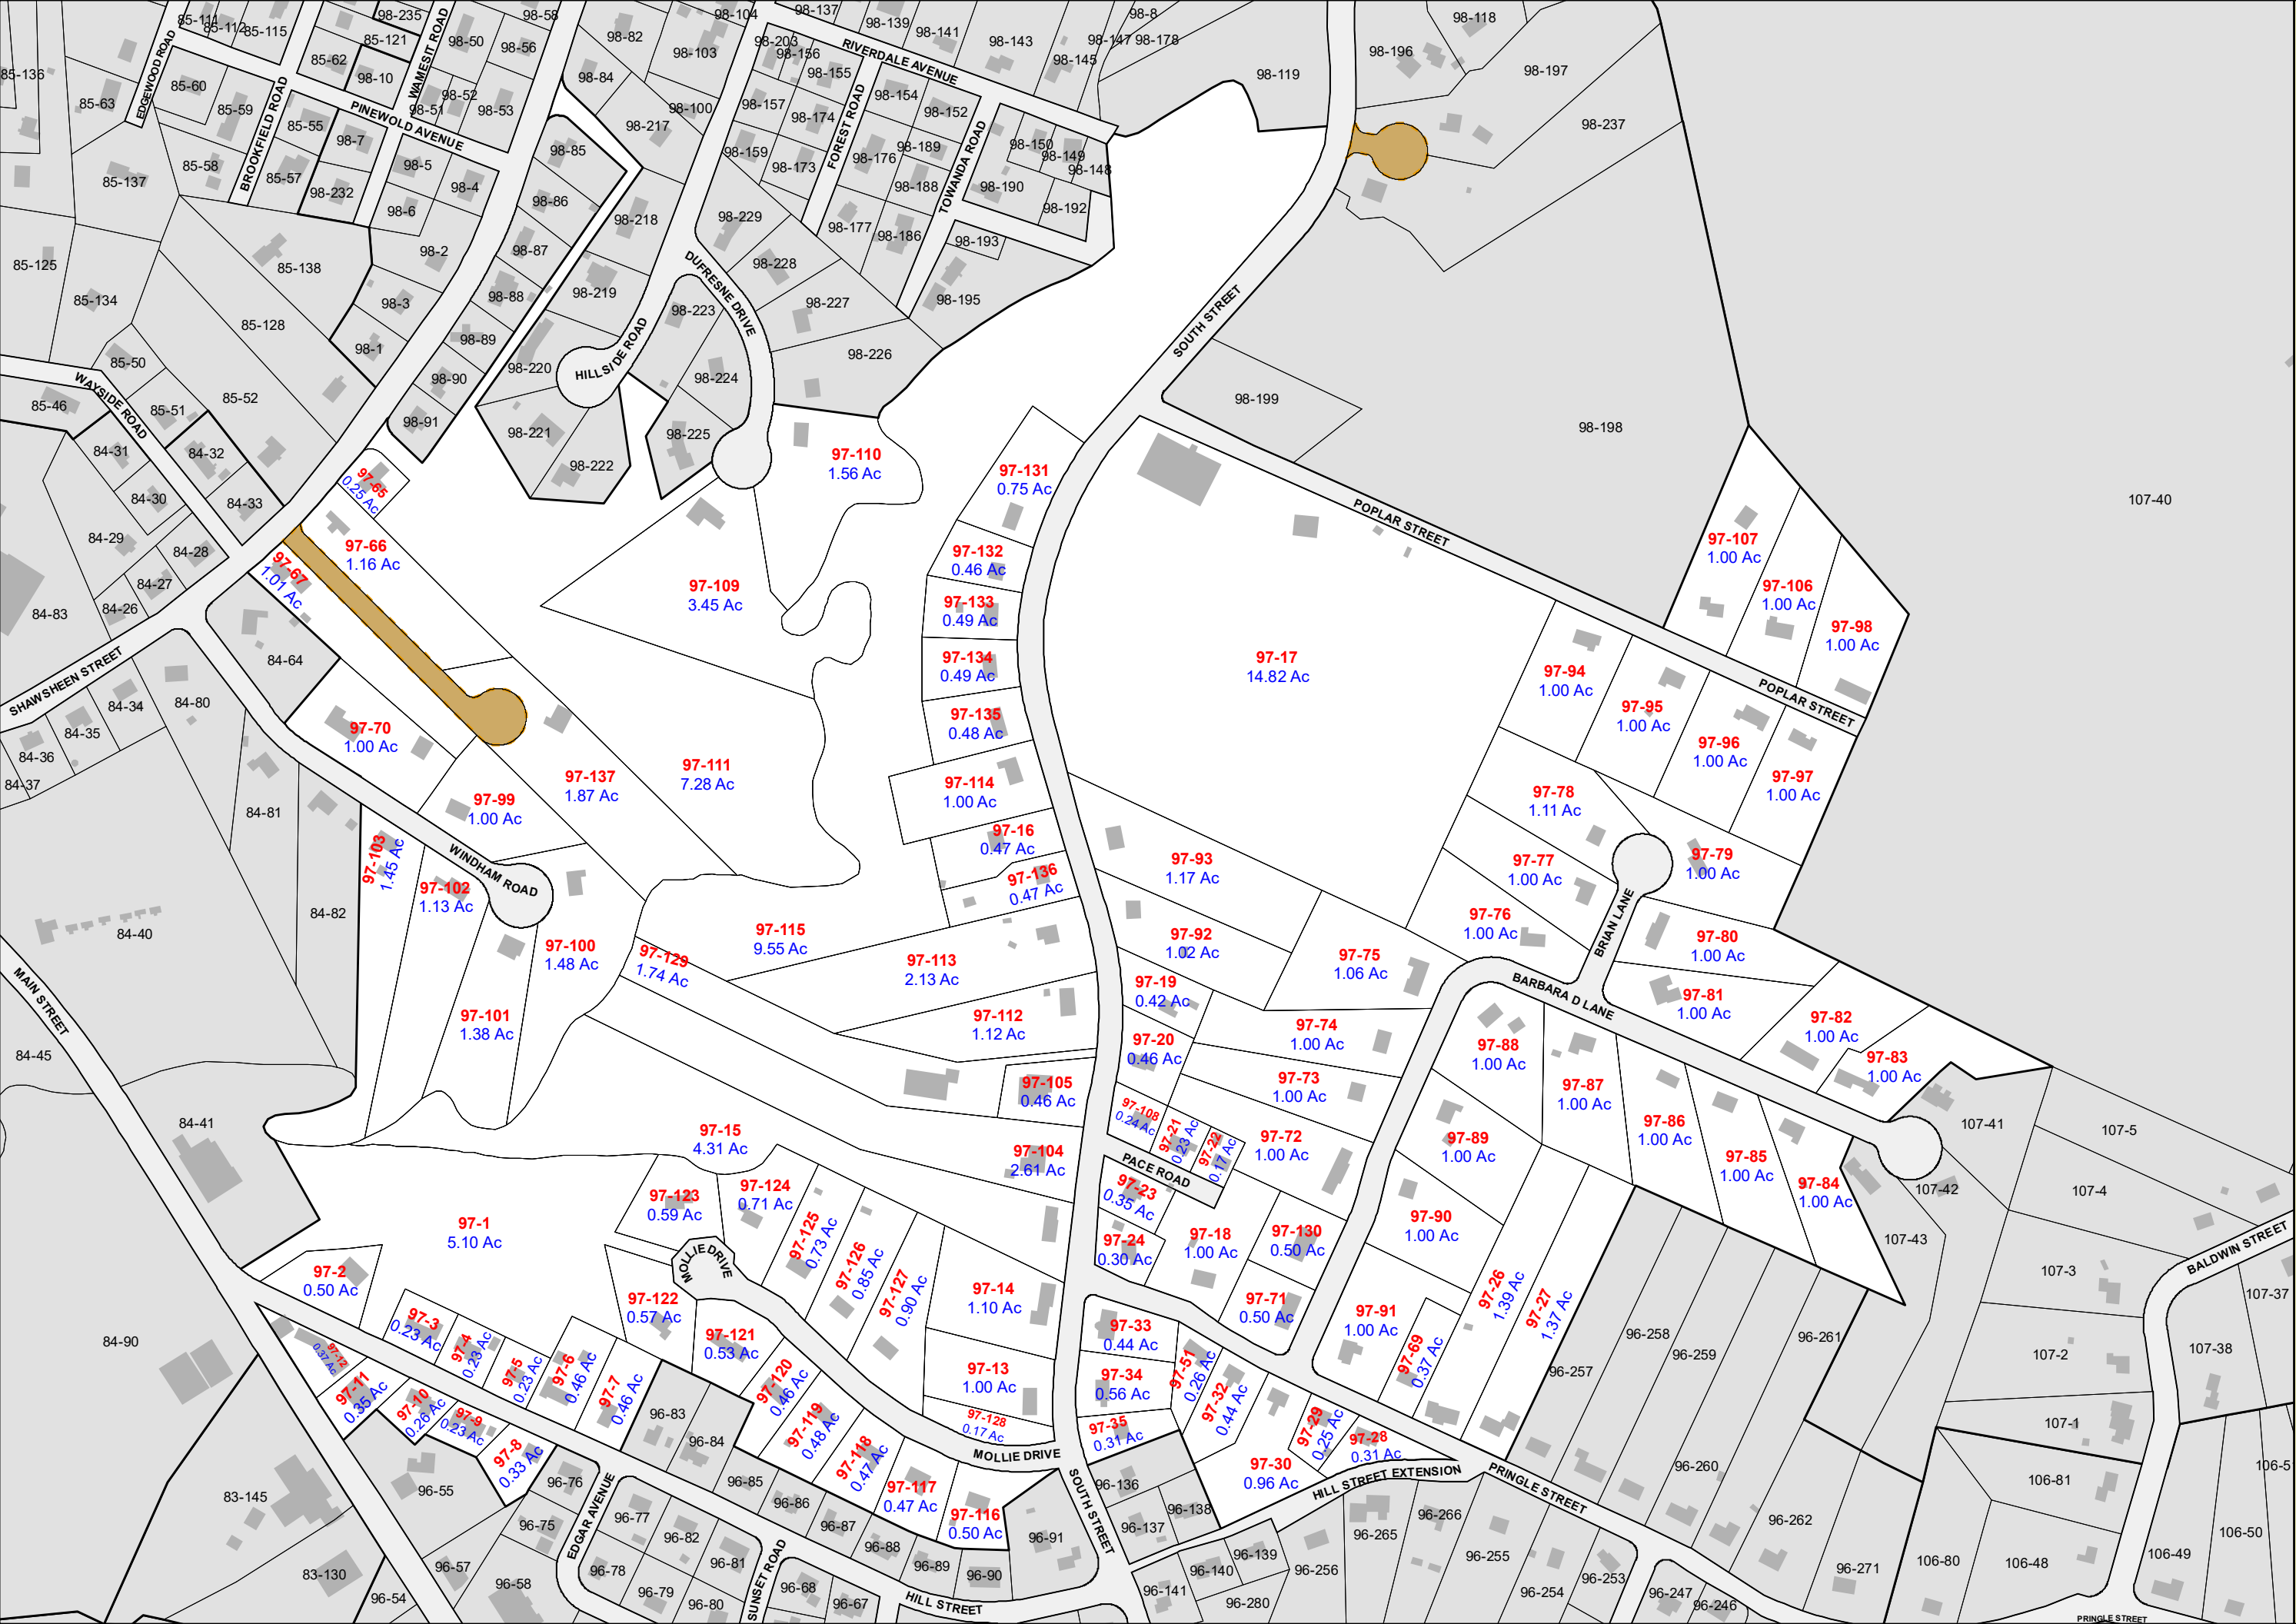 85-111
85-112
85-115
98-235
85-121
98-50
98-58
98-56
98-82
98-104
98-103
98-137
98-139
98-141
98-143
98-8
98-147
98-178
98-145
98-119
98-118
98-196
98-197
98-237
85-136
85-63
EDGEWOOD ROAD
85-60
85-59
85-62
98-10
WAMESIT ROAD
98-52
98-51
98-53
98-84
98-100
98-217
98-203
98-156
98-155
RIVERDALE AVENUE
98-157
98-174
FOREST ROAD
98-154
98-152
98-150
98-149
98-148
BROOKFIELD ROAD
85-55
PINEWOLD AVENUE
98-7
98-5
98-4
98-85
98-159
98-173
98-176
98-189
98-188
TOWANDA ROAD
98-190
98-192
85-137
85-58
85-57
98-232
98-6
98-86
98-218
98-229
98-177
98-186
98-193
85-125
85-138
98-2
98-87
98-228
98-195
85-134
85-128
98-3
98-88
98-219
DUFRESNE DRIVE
98-223
98-227
SOUTH STREET
85-50
98-1
98-89
98-220
HILLSIDE ROAD
98-226
WAYSIDE ROAD
85-46
85-51
85-52
98-90
98-224
98-199
98-198
84-31
84-32
98-91
98-221
98-222
98-225
84-30
84-33
84-29
84-28
84-27
84-26
84-83
107-40
97-65
0.25 Ac
97-110
1.56 Ac
97-131
0.75 Ac
POPLAR STREET
97-107
1.00 Ac
97-66
1.16 Ac
97-67
1.01 Ac
97-109
3.45 Ac
97-132
0.46 Ac
97-133
0.49 Ac
97-134
0.49 Ac
97-135
0.48 Ac
97-17
14.82 Ac
97-106
1.00 Ac
97-98
1.00 Ac
97-94
1.00 Ac
97-95
1.00 Ac
97-96
1.00 Ac
97-97
1.00 Ac
POPLAR STREET
SHAWSHEEN STREET
84-64
84-80
84-34
84-35
84-36
84-37
97-70
1.00 Ac
97-99
1.00 Ac
97-137
1.87 Ac
97-111
7.28 Ac
97-114
1.00 Ac
97-16
0.47 Ac
97-136
0.47 Ac
97-93
1.17 Ac
97-78
1.11 Ac
97-77
1.00 Ac
97-79
1.00 Ac
84-81
84-82
84-40
97-103
1.45 Ac
97-102
1.13 Ac
WINDHAM ROAD
97-100
1.48 Ac
97-101
1.38 Ac
97-129
1.74 Ac
97-115
9.55 Ac
97-113
2.13 Ac
97-112
1.12 Ac
97-92
1.02 Ac
97-75
1.06 Ac
97-76
1.00 Ac
BRIAN LANE
97-80
1.00 Ac
97-81
1.00 Ac
BARBARA D LANE
97-82
1.00 Ac
97-83
1.00 Ac
MAIN STREET
84-45
84-41
97-19
0.42 Ac
97-20
0.46 Ac
97-74
1.00 Ac
97-73
1.00 Ac
97-88
1.00 Ac
97-87
1.00 Ac
97-86
1.00 Ac
97-85
1.00 Ac
97-84
1.00 Ac
97-105
0.46 Ac
97-104
2.61 Ac
97-15
4.31 Ac
97-108
0.24 Ac
97-21
0.23 Ac
97-22
0.17 Ac
97-72
1.00 Ac
PACE ROAD
97-89
1.00 Ac
107-41
107-5
107-42
107-4
107-43
107-3
BALDWIN STREET
107-37
107-38
107-2
107-1
97-1
5.10 Ac
97-123
0.59 Ac
97-124
0.71 Ac
97-125
0.73 Ac
97-126
0.85 Ac
97-127
0.90 Ac
MOLLIE DRIVE
97-23
0.35 Ac
97-24
0.30 Ac
97-18
1.00 Ac
97-130
0.50 Ac
97-71
0.50 Ac
97-90
1.00 Ac
97-91
1.00 Ac
97-69
0.37 Ac
97-26
1.39 Ac
97-27
1.37 Ac
97-2
0.50 Ac
97-3
0.23 Ac
97-4
0.23 Ac
97-5
0.23 Ac
97-6
0.46 Ac
97-7
0.46 Ac
97-122
0.57 Ac
97-121
0.53 Ac
97-120
0.46 Ac
97-119
0.48 Ac
97-118
0.47 Ac
97-117
0.47 Ac
97-116
0.50 Ac
97-14
1.10 Ac
97-13
1.00 Ac
97-128
0.17 Ac
MOLLIE DRIVE
97-33
0.44 Ac
97-34
0.56 Ac
97-35
0.31 Ac
97-51
0.26 Ac
97-32
0.44 Ac
97-30
0.96 Ac
97-29
0.25 Ac
97-28
0.31 Ac
HILL STREET EXTENSION
PRINGLE STREET
84-90
97-12
0.37 Ac
97-11
0.35 Ac
97-10
0.26 Ac
97-9
0.23 Ac
97-8
0.33 Ac
96-83
96-84
96-85
96-86
96-87
96-88
96-89
96-90
96-91
SOUTH STREET
96-136
96-137
96-138
96-139
96-140
96-141
96-280
96-256
96-265
96-266
96-255
96-254
96-253
96-247
96-246
96-257
96-258
96-259
96-260
96-261
96-262
96-271
106-81
106-80
106-48
106-49
106-50
106-5
PRINGLE STREET
83-145
83-130
96-55
96-54
96-57
96-58
96-75
96-76
EDGAR AVENUE
96-77
96-78
96-79
96-80
96-81
96-82
SUNSET ROAD
96-68
96-67
HILL STREET